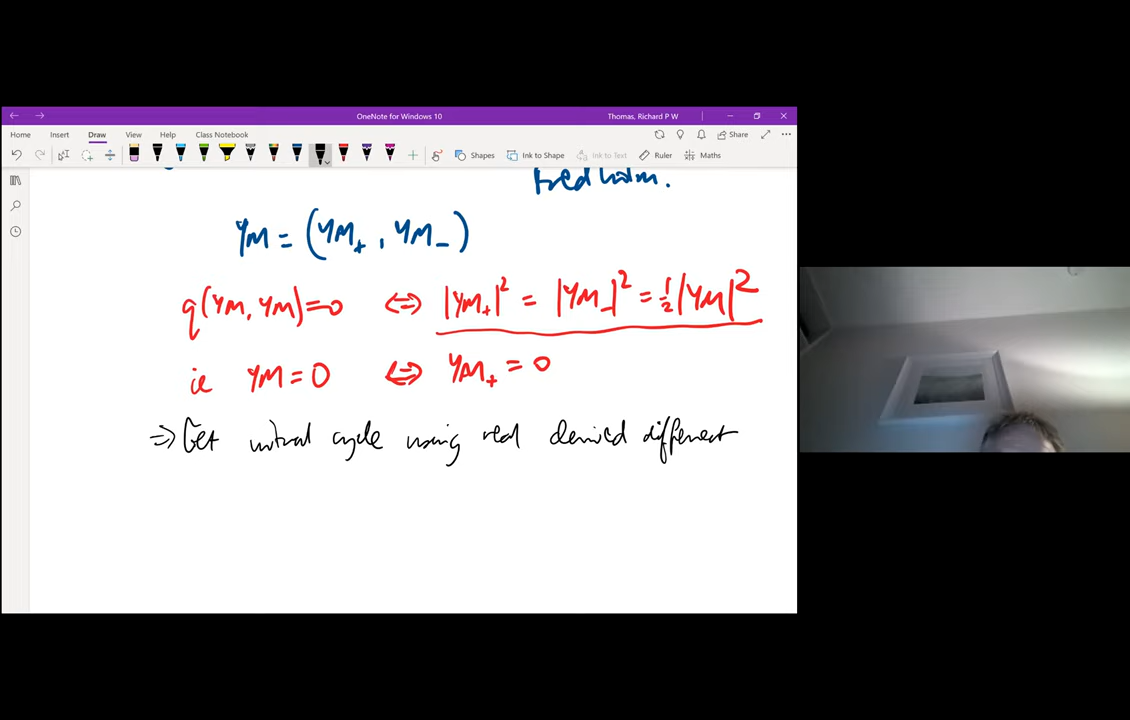 OneNote for Windows 10
Thomas, Richard P W
Home Insert Draw View Help Class Notebook
Share
Shapes Ink to Shape Ink to Text Ruler Maths
Fredholm.
YM = (YM₊, YM₋)
q(YM, YM) = 0 ⇔ |YM₊|² = |YM₋|² = ½|YM|²
ie YM = 0 ⇔ YM₊ = 0
⇒ Get virtual cycle using real derived different